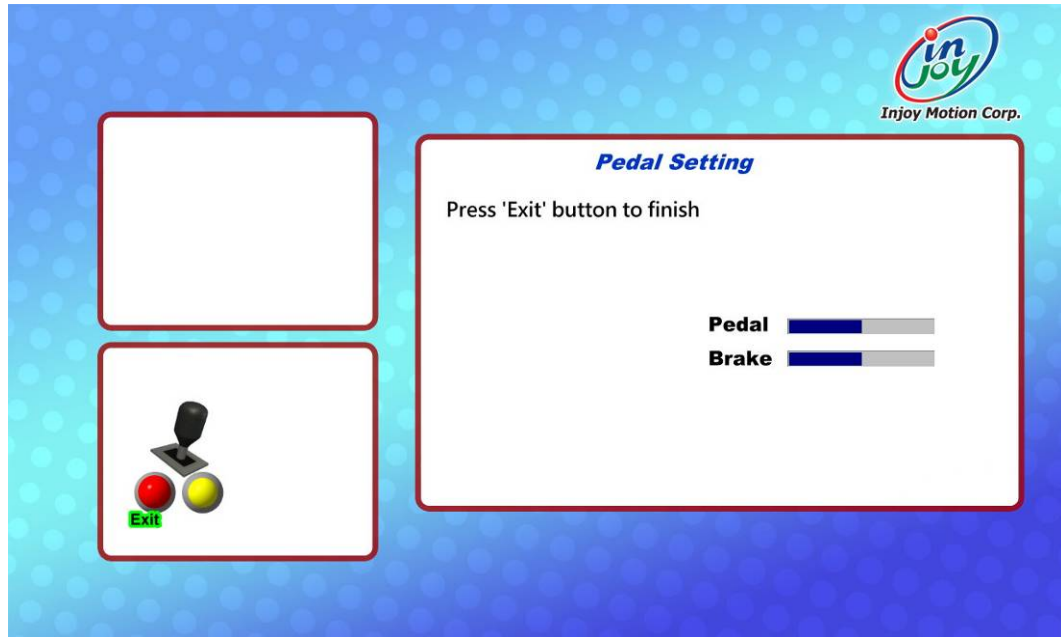 in
joy
Injoy Motion Corp.
Pedal Setting
Press 'Exit' button to finish
Pedal
Brake
Exit